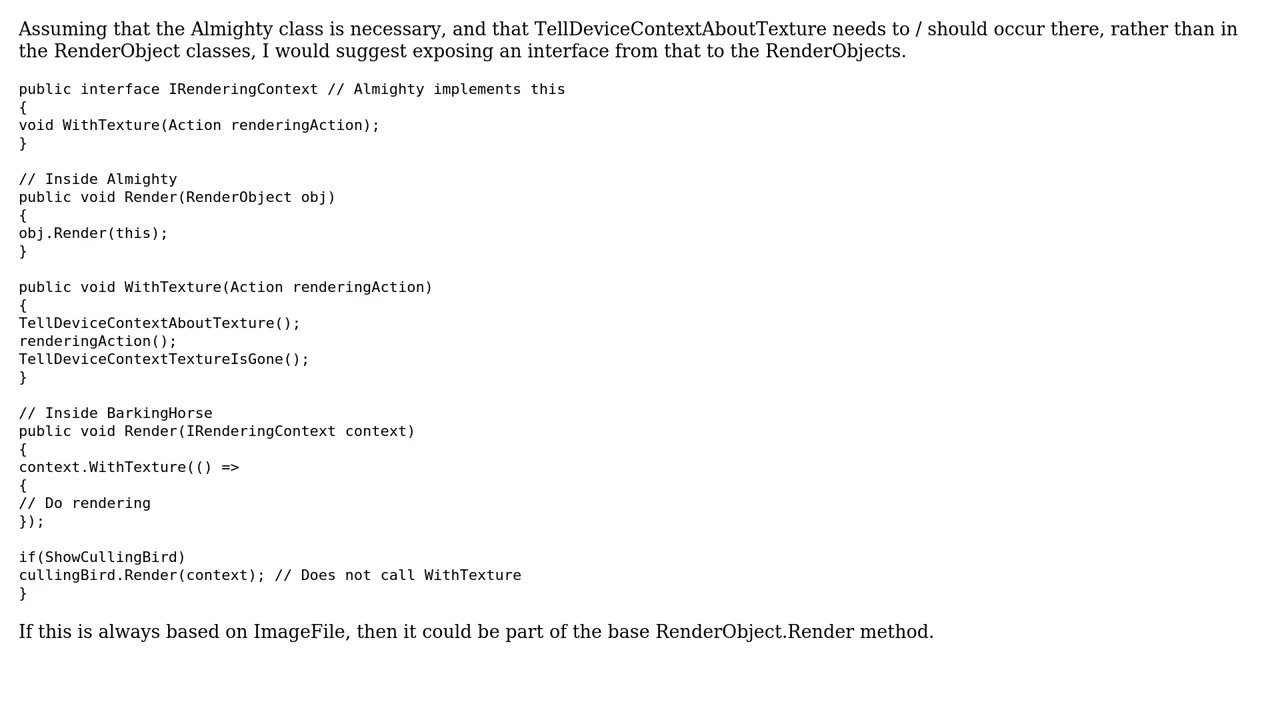 Assuming that the Almighty class is necessary, and that TellDeviceContextAboutTexture needs to / should occur there, rather than in
the RenderObject classes, I would suggest exposing an interface from that to the RenderObjects.
public interface IRenderingContext // Almighty implements this
{
void WithTexture(Action renderingAction);
}
// Inside Almighty
public void Render(RenderObject obj)
{
obj.Render(this);
}
public void WithTexture(Action renderingAction)
{
TellDeviceContextAboutTexture();
renderingAction();
TellDeviceContextTextureIsGone();
}
// Inside BarkingHorse
public void Render(IRenderingContext context)
{
context.WithTexture(() =>
{
// Do rendering
});
if(ShowCullingBird)
cullingBird.Render(context); // Does not call WithTexture
}
If this is always based on ImageFile, then it could be part of the base RenderObject.Render method.